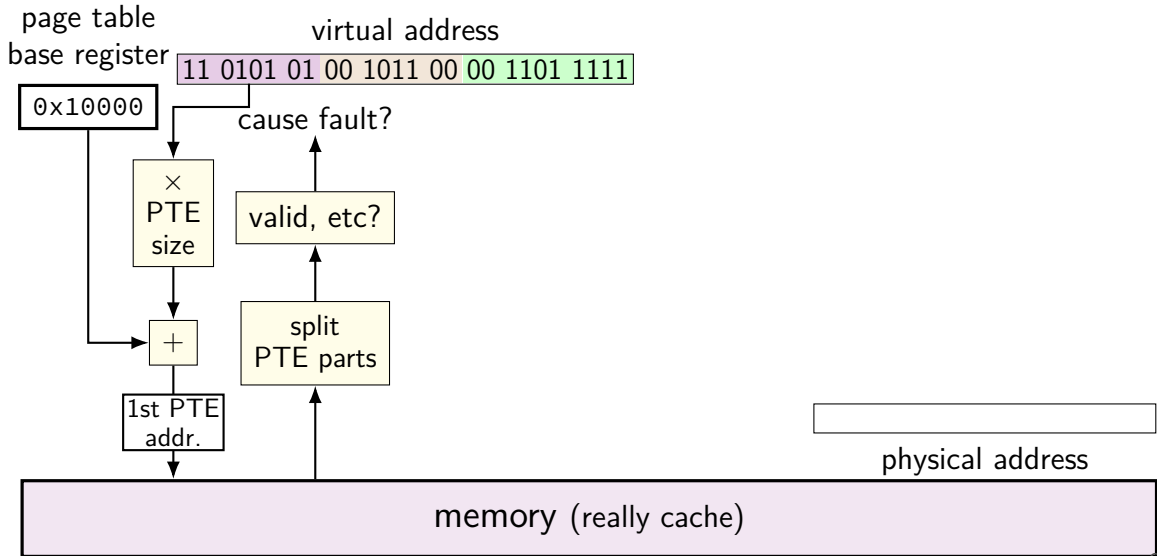 page table
base register
virtual address
11 0101 01 00 1011 00 00 1101 1111
0x10000
cause fault?
×
PTE
size
valid, etc?
+
split
PTE parts
1st PTE
addr.
physical address
memory (really cache)